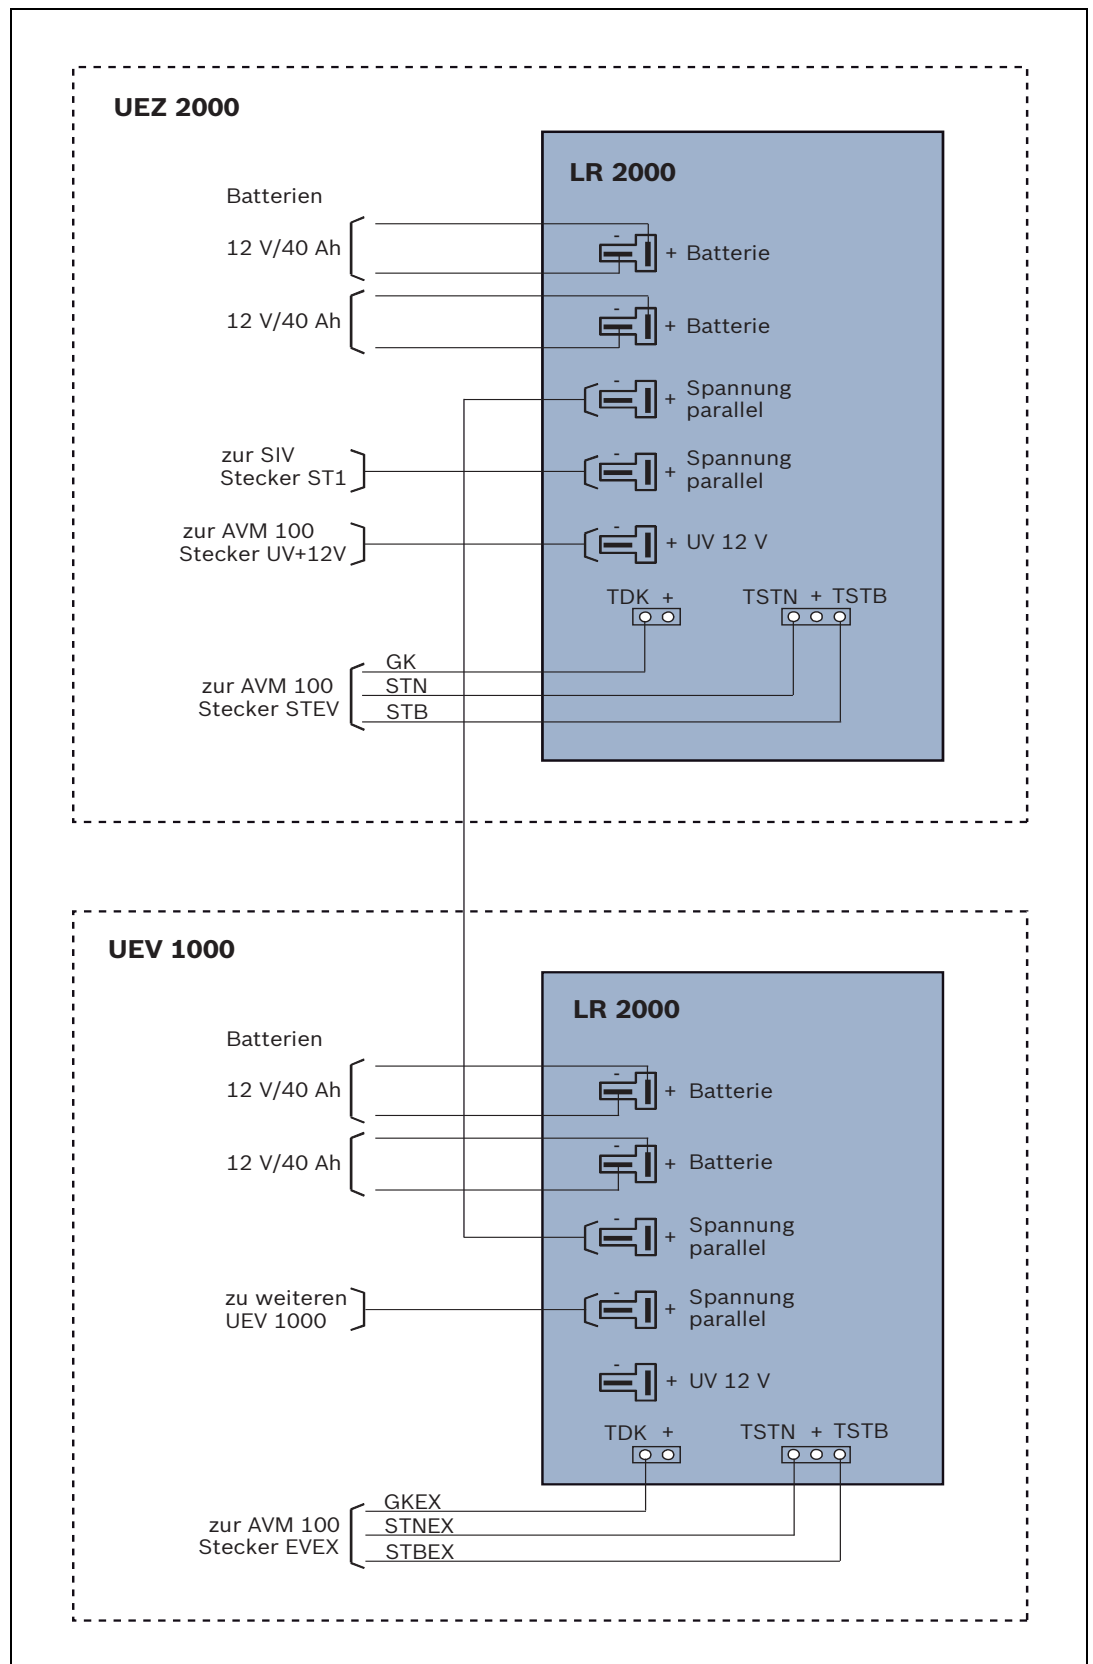 UEZ 2000
LR 2000
Batterien
12 V/40 Ah
- + Batterie
12 V/40 Ah
- + Batterie
- + Spannung
parallel
zur SIV
Stecker ST1
- + Spannung
parallel
zur AVM 100
Stecker UV+12V
- + UV 12 V
TDK +
TSTN + TSTB
GK
zur AVM 100
Stecker STEV
STN
STB
UEV 1000
LR 2000
Batterien
12 V/40 Ah
- + Batterie
12 V/40 Ah
- + Batterie
- + Spannung
parallel
zu weiteren
UEV 1000
- + Spannung
parallel
- + UV 12 V
TDK +
TSTN + TSTB
GKEX
zur AVM 100
Stecker EVEX
STNEX
STBEX